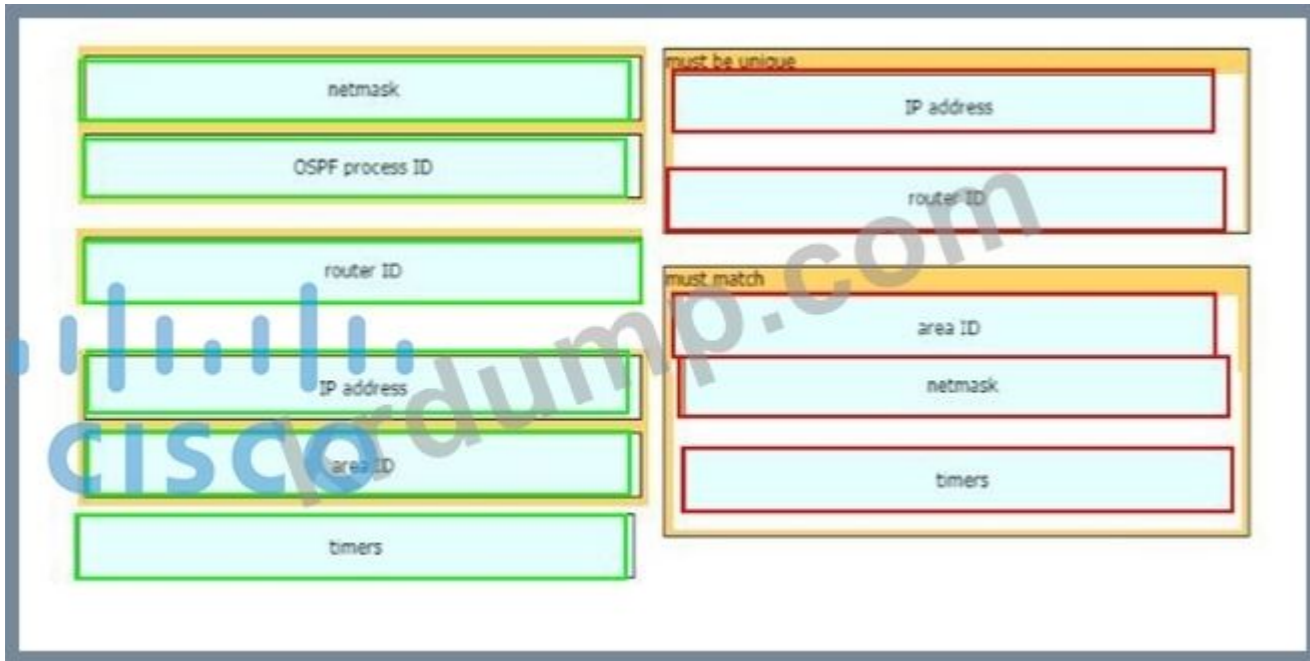 netmask
OSPF process ID
router ID
IP address
area ID
timers
must be unique
IP address
router ID
must match
area ID
netmask
timers
CISCO
lordump.com